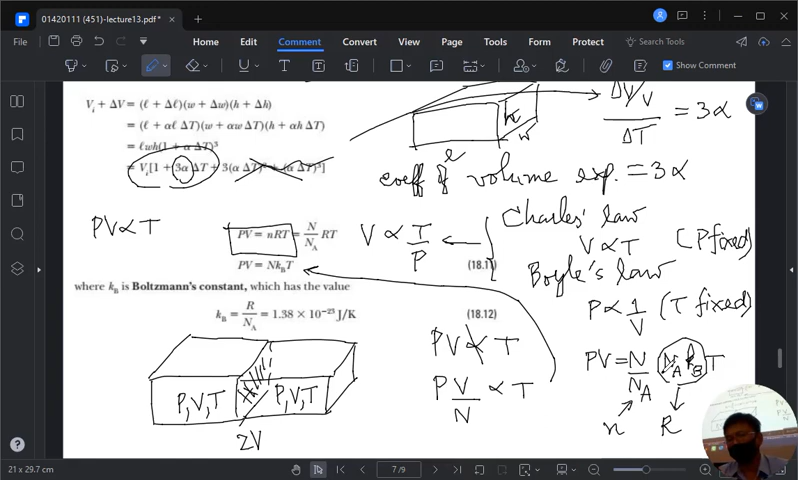 01420111 (451)-lecture13.pdf *
File
Home
Comment
Convert
View
Tools
Form
Protect
Search Tools
Show Comment
V_i + ΔV = (ℓ + Δℓ)(w + Δw)(h + Δh)
= (ℓ + αℓ ΔT)(w + αw ΔT)(h + αh ΔT)
= ℓwh(1 + α ΔT)³
= V_i[1 + 3α ΔT + 3(α ΔT)² + (α ΔT)³]
ℓ
w
h
ΔV/V / ΔT = 3α
coeff of volume exp. = 3α
PV ∝ T
PV = nRT = N/N_A RT
PV = Nk_BT
(18.11)
V ∝ T/P
Charles' law
V ∝ T (P fixed)
Boyle's law
P ∝ 1/V (T fixed)
where k_B is Boltzmann's constant, which has the value
k_B = R/N_A = 1.38 × 10⁻²³ J/K
(18.12)
PV ∝ T
P V/N ∝ T
PV = N/N_A N_A k_B T
n
R
P, V, T
P, V, T
2V
21 x 29.7 cm
7 /9